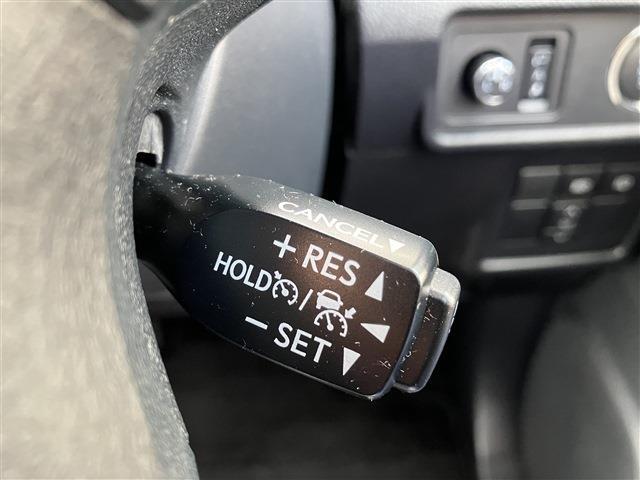 CANCEL▼
+ RES ▲
HOLD /
− SET ▼